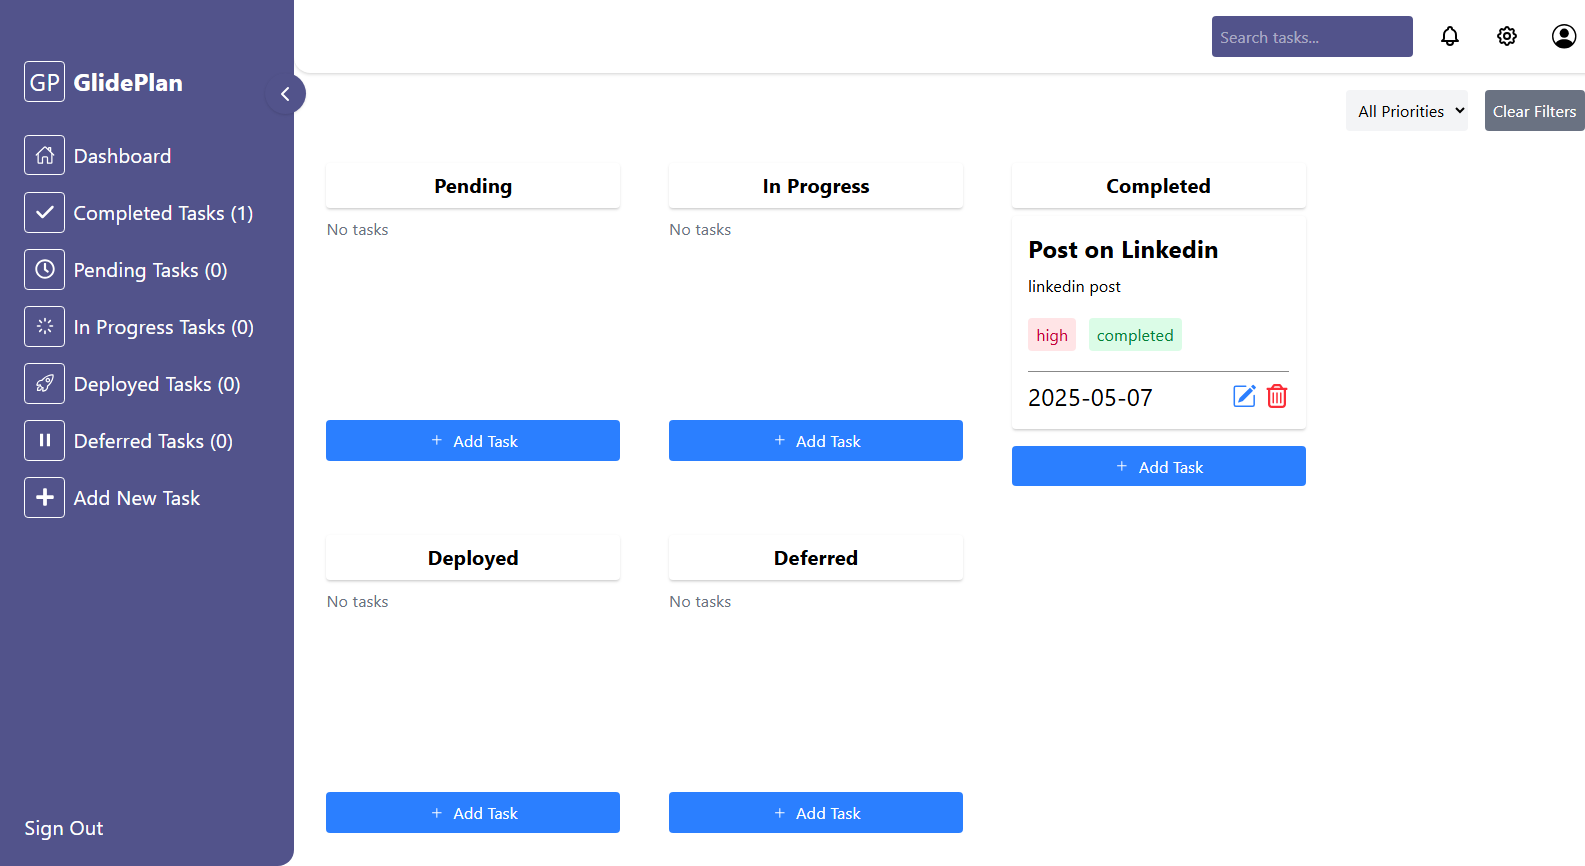 GP GlidePlan
Dashboard
Completed Tasks (1)
Pending Tasks (0)
In Progress Tasks (0)
Deployed Tasks (0)
Deferred Tasks (0)
Add New Task
Sign Out
Search tasks...
All Priorities
Clear Filters
Pending
No tasks
+ Add Task
In Progress
No tasks
+ Add Task
Completed
Post on Linkedin
linkedin post
high completed
2025-05-07
+ Add Task
Deployed
No tasks
+ Add Task
Deferred
No tasks
+ Add Task